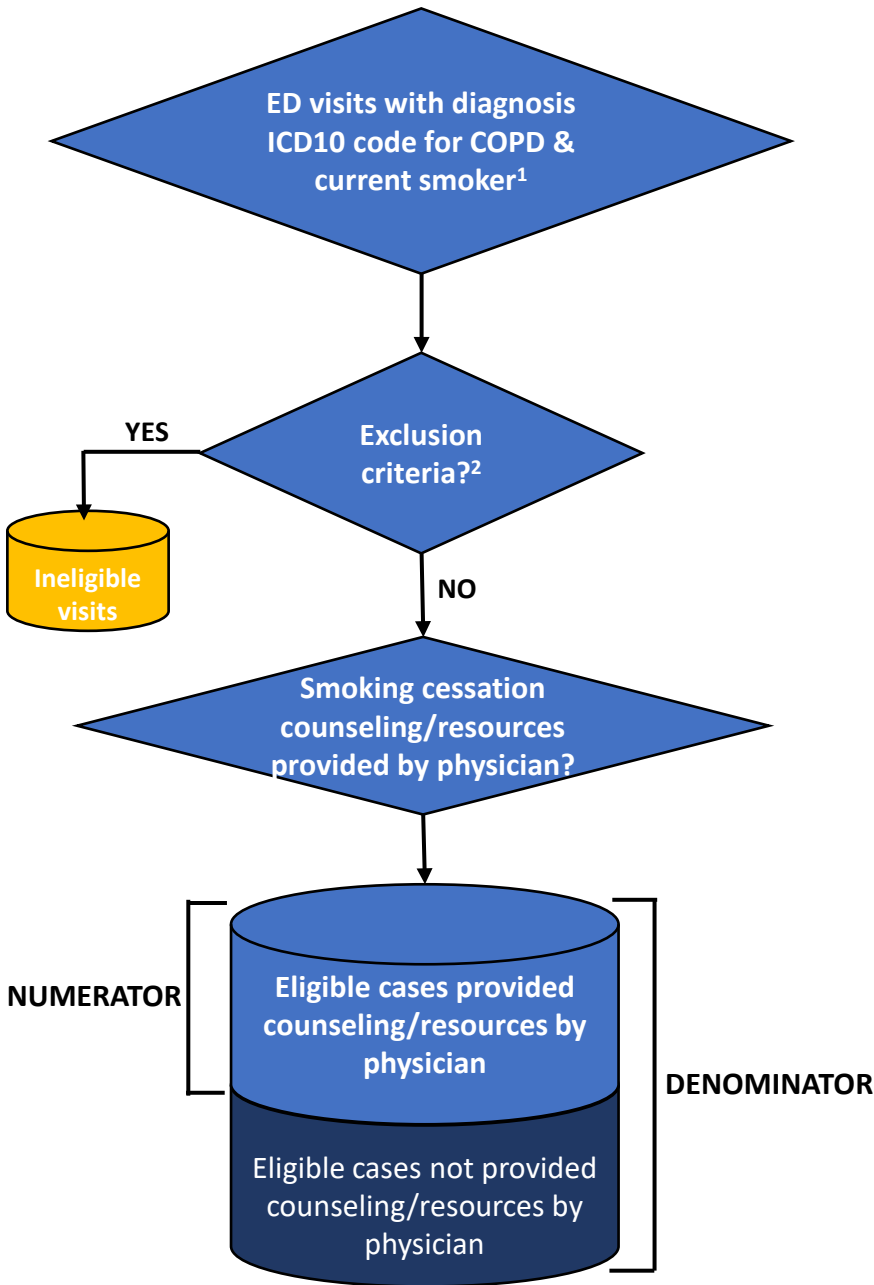 ED visits with diagnosis
ICD10 code for COPD &
current smoker¹
YES
Exclusion
criteria?²
Ineligible
visits
NO
Smoking cessation
counseling/resources
provided by physician?
NUMERATOR
Eligible cases provided
counseling/resources by
physician
DENOMINATOR
Eligible cases not provided
counseling/resources by
physician